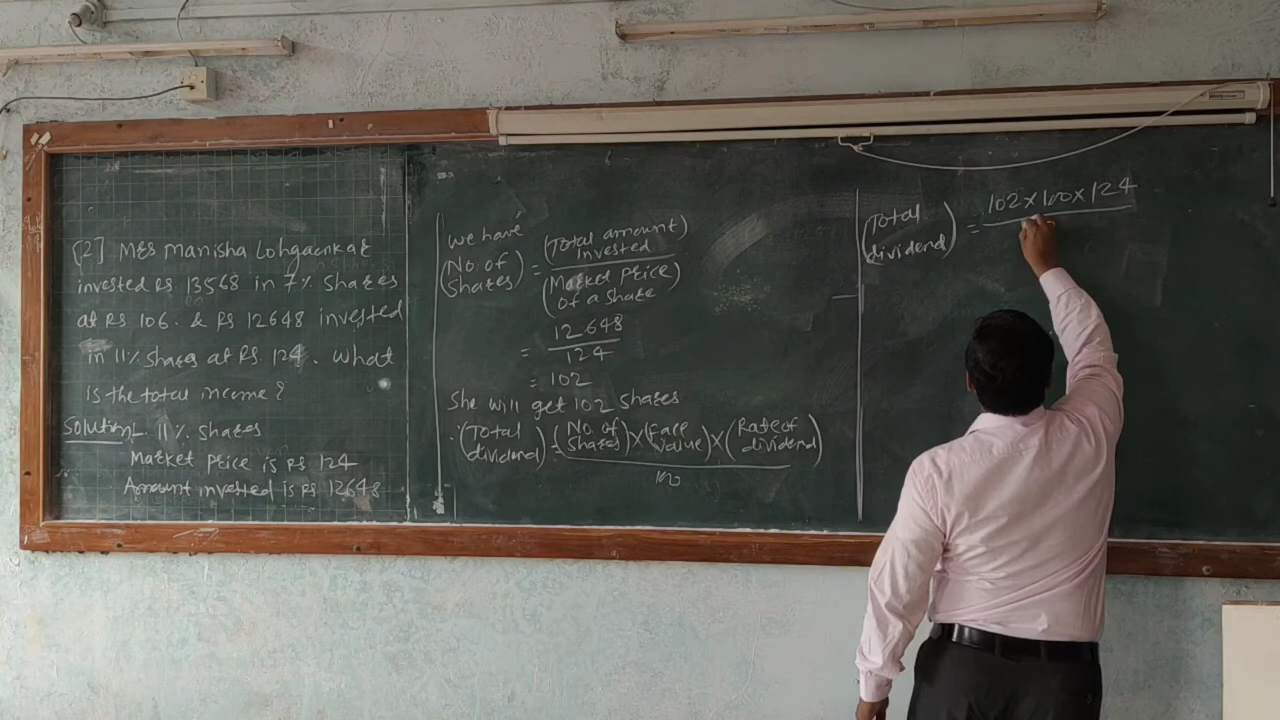 [2] Mrs Manisha Lohgaonkar
invested Rs 13568 in 7% shares
at Rs 106. & Rs 12648 invested
in 11% shares at Rs. 124. What
is the total income?
Solution - 11% shares
Market price is Rs 124
Amount invested is Rs 12648
We have
(No of shares) = (Total amount invested) / (Market price of a share)
= 12648 / 124
= 102
She will get 102 shares
∴ (Total dividend) = (No. of shares) × (Face value) × (Rate of dividend) / 100
(Total dividend) = 102 × 100 × 124